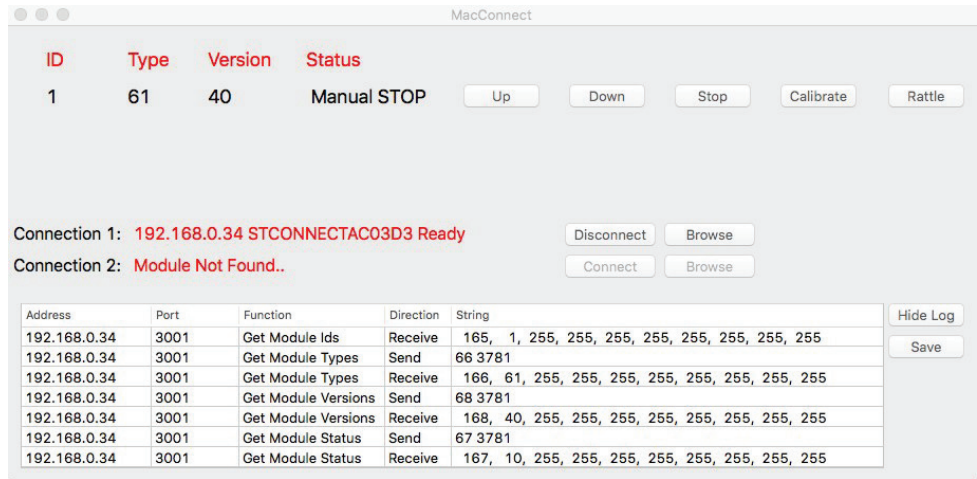 MacConnect
ID Type Version Status
1 61 40 Manual STOP Up Down Stop Calibrate Rattle
Connection 1: 192.168.0.34 STCONNECTAC03D3 Ready Disconnect Browse
Connection 2: Module Not Found.. Connect Browse
Address Port Function Direction String Hide Log
192.168.0.34 3001 Get Module Ids Receive 165, 1, 255, 255, 255, 255, 255, 255, 255, 255
192.168.0.34 3001 Get Module Types Send 66 3781 Save
192.168.0.34 3001 Get Module Types Receive 166, 61, 255, 255, 255, 255, 255, 255, 255, 255
192.168.0.34 3001 Get Module Versions Send 68 3781
192.168.0.34 3001 Get Module Versions Receive 168, 40, 255, 255, 255, 255, 255, 255, 255, 255
192.168.0.34 3001 Get Module Status Send 67 3781
192.168.0.34 3001 Get Module Status Receive 167, 10, 255, 255, 255, 255, 255, 255, 255, 255